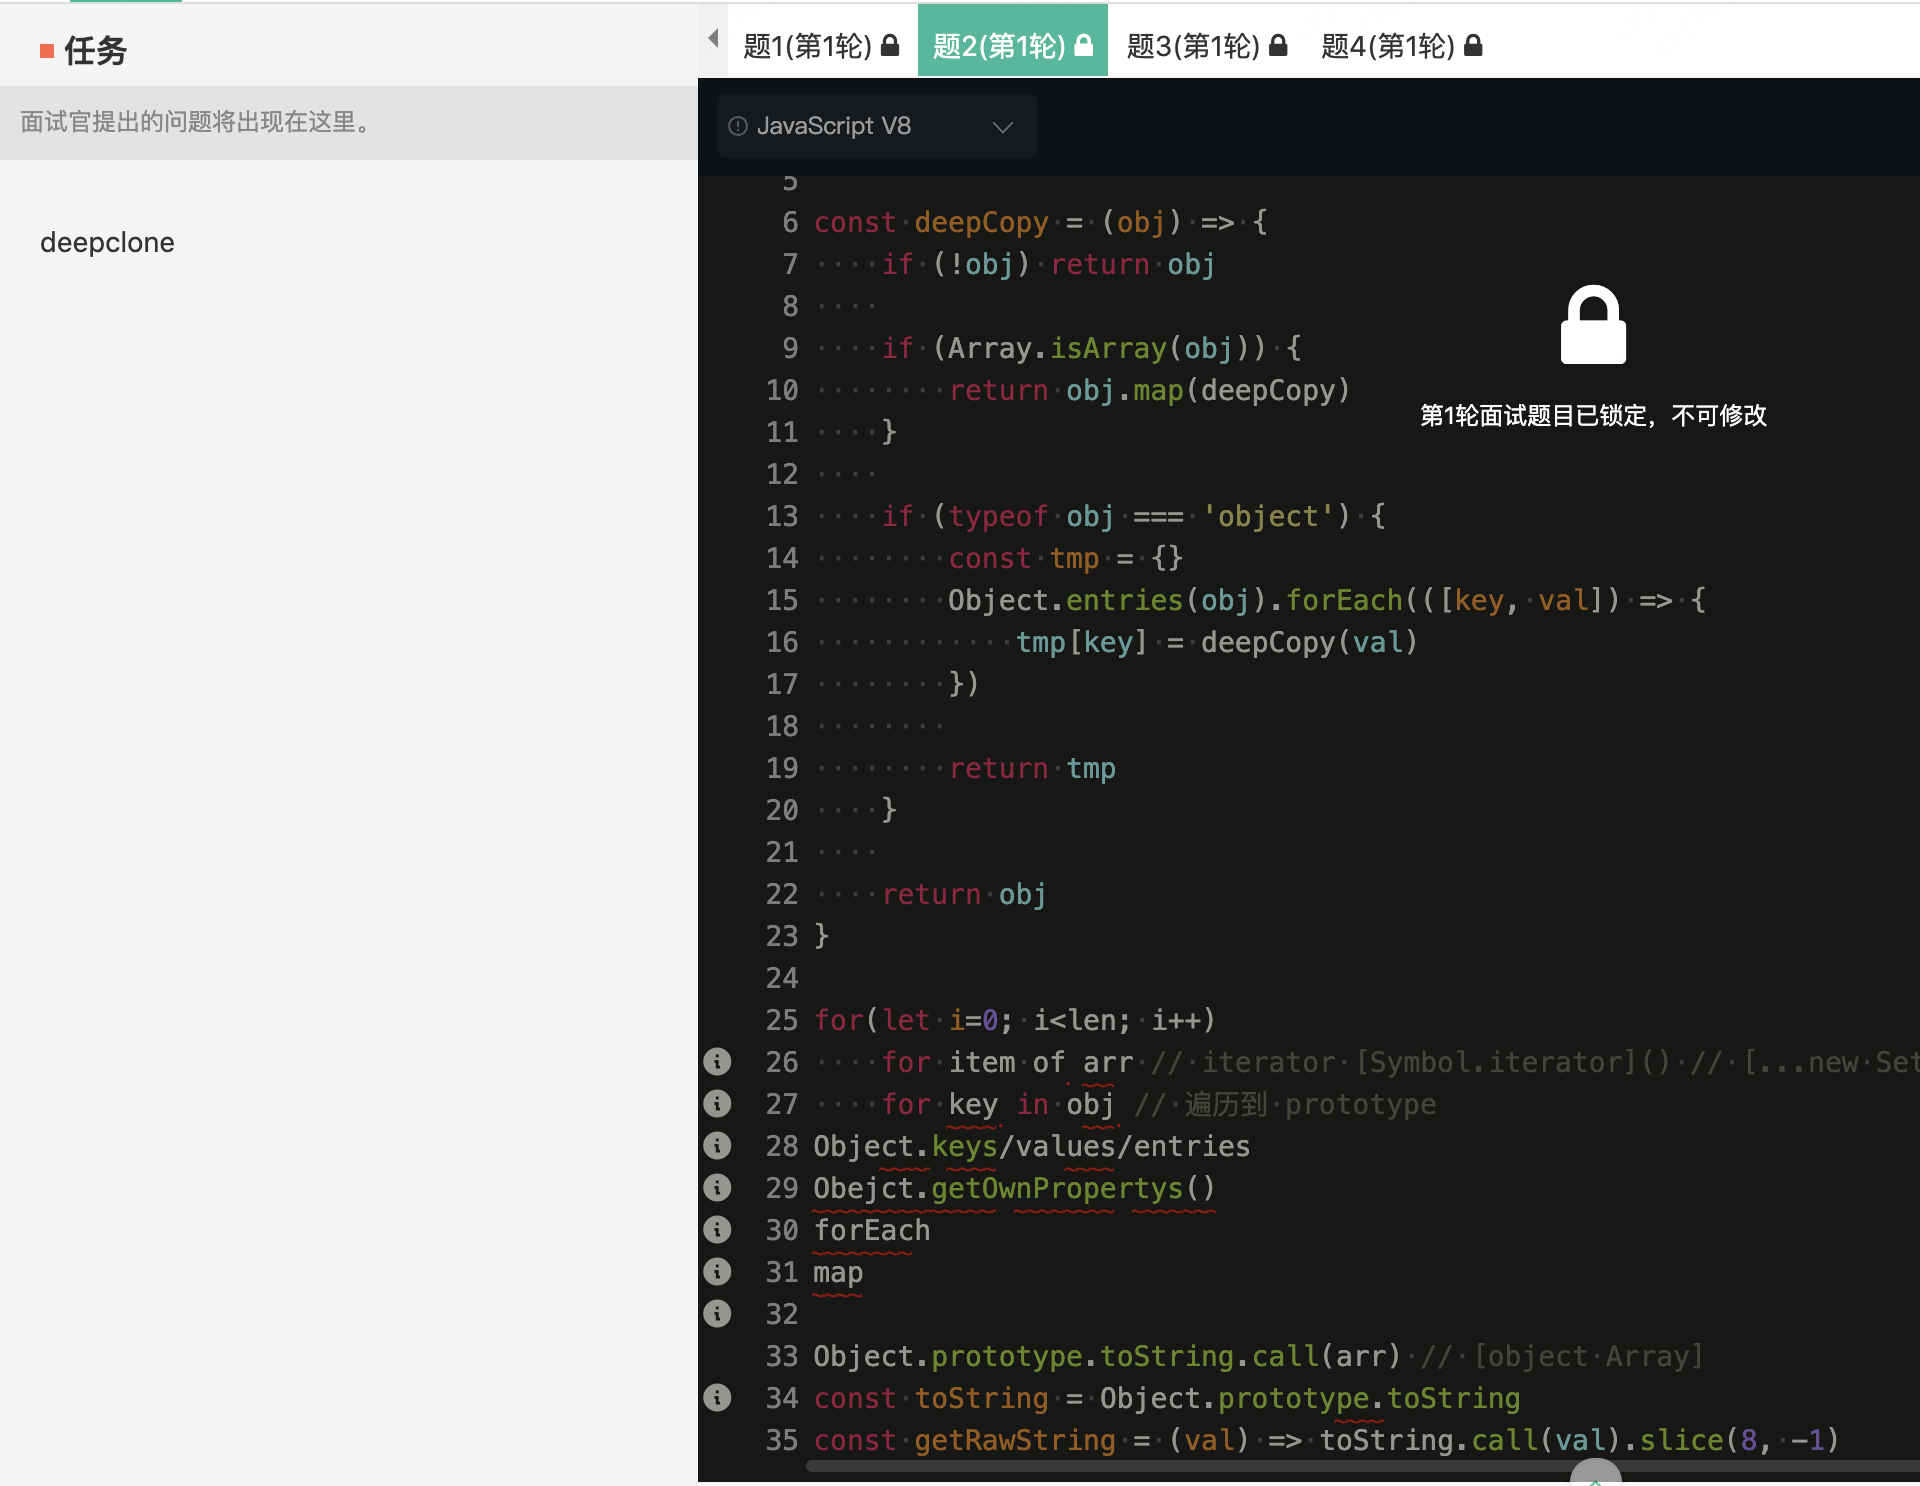 任务
面试官提出的问题将出现在这里。
deepclone
题1(第1轮) 题2(第1轮) 题3(第1轮) 题4(第1轮)
JavaScript V8
第1轮面试题目已锁定，不可修改
5
6 const deepCopy = (obj) => {
7     if (!obj) return obj
8
9     if (Array.isArray(obj)) {
10         return obj.map(deepCopy)
11     }
12
13     if (typeof obj === 'object') {
14         const tmp = {}
15         Object.entries(obj).forEach(([key, val]) => {
16             tmp[key] = deepCopy(val)
17         })
18
19         return tmp
20     }
21
22     return obj
23 }
24
25 for(let i=0; i<len; i++)
26     for item of arr // iterator [Symbol.iterator]() // [...new Set
27     for key in obj // 遍历到 prototype
28 Object.keys/values/entries
29 Obejct.getOwnPropertys()
30 forEach
31 map
32
33 Object.prototype.toString.call(arr) // [object Array]
34 const toString = Object.prototype.toString
35 const getRawString = (val) => toString.call(val).slice(8, -1)